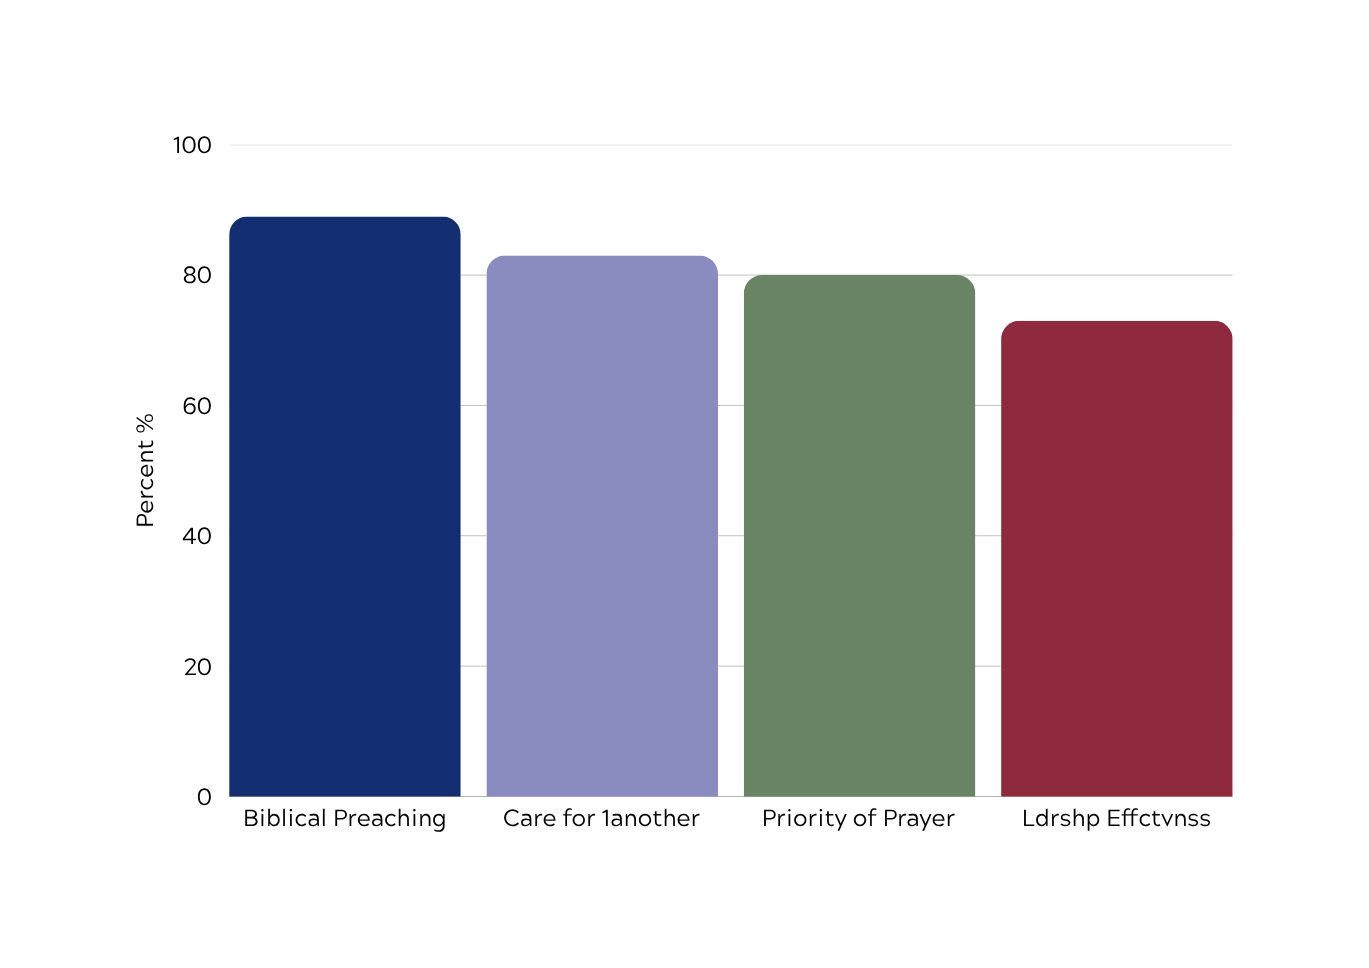 100
80
60
40
20
0
Percent %
Biblical Preaching
Care for 1another
Priority of Prayer
Ldrshp Effctvnss